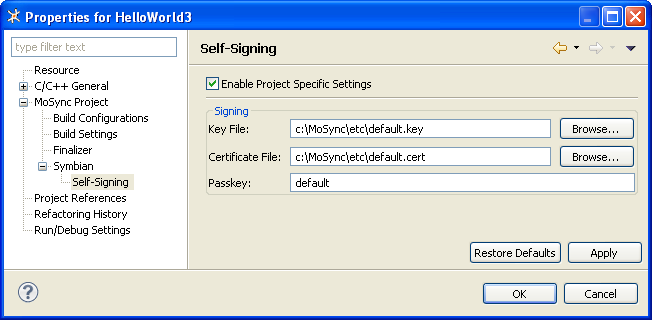 Properties for HelloWorld3
type filter text
Resource
C/C++ General
MoSync Project
Build Configurations
Build Settings
Finalizer
Symbian
Self-Signing
Project References
Refactoring History
Run/Debug Settings
Self-Signing
Enable Project Specific Settings
Signing
Key File: c:\MoSync\etc\default.key Browse...
Certificate File: c:\MoSync\etc\default.cert Browse...
Passkey: default
Restore Defaults Apply
? OK Cancel